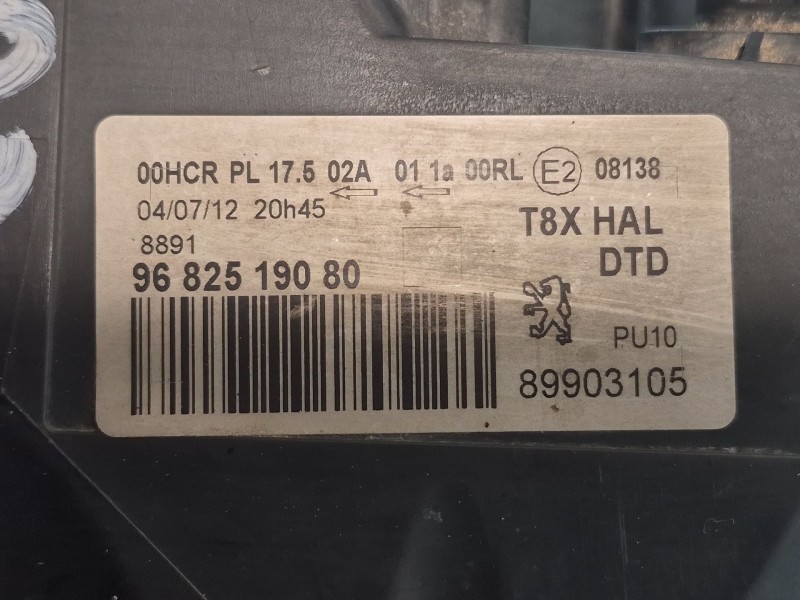 00HCR PL 17.5 02A 01 1a 00RL E2 08138
04/07/12 20h45
T8X HAL
8891
DTD
96 825 190 80
PU10
89903105